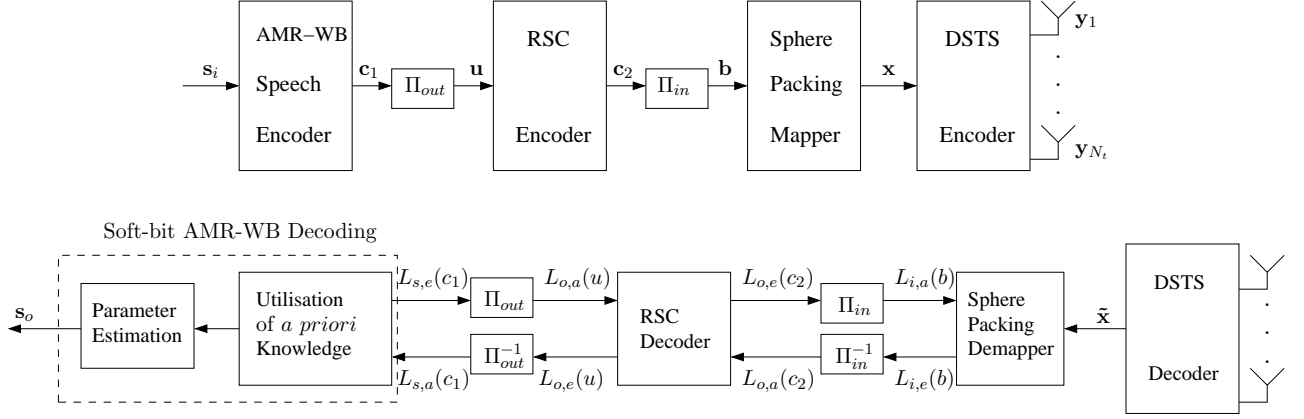 AMR–WB
Speech
Encoder
RSC
Encoder
Sphere
Packing
Mapper
DSTS
Encoder
s_i
c_1
Π_out
u
c_2
Π_in
b
x
y_1
y_{N_t}
Soft-bit AMR-WB Decoding
s_o
Parameter
Estimation
Utilisation
of a priori
Knowledge
L_{s,e}(c_1)
Π_out
L_{o,a}(u)
L_{s,a}(c_1)
Π_out^{-1}
L_{o,e}(u)
RSC
Decoder
L_{o,e}(c_2)
Π_in
L_{i,a}(b)
L_{o,a}(c_2)
Π_in^{-1}
L_{i,e}(b)
Sphere
Packing
Demapper
x̃
DSTS
Decoder